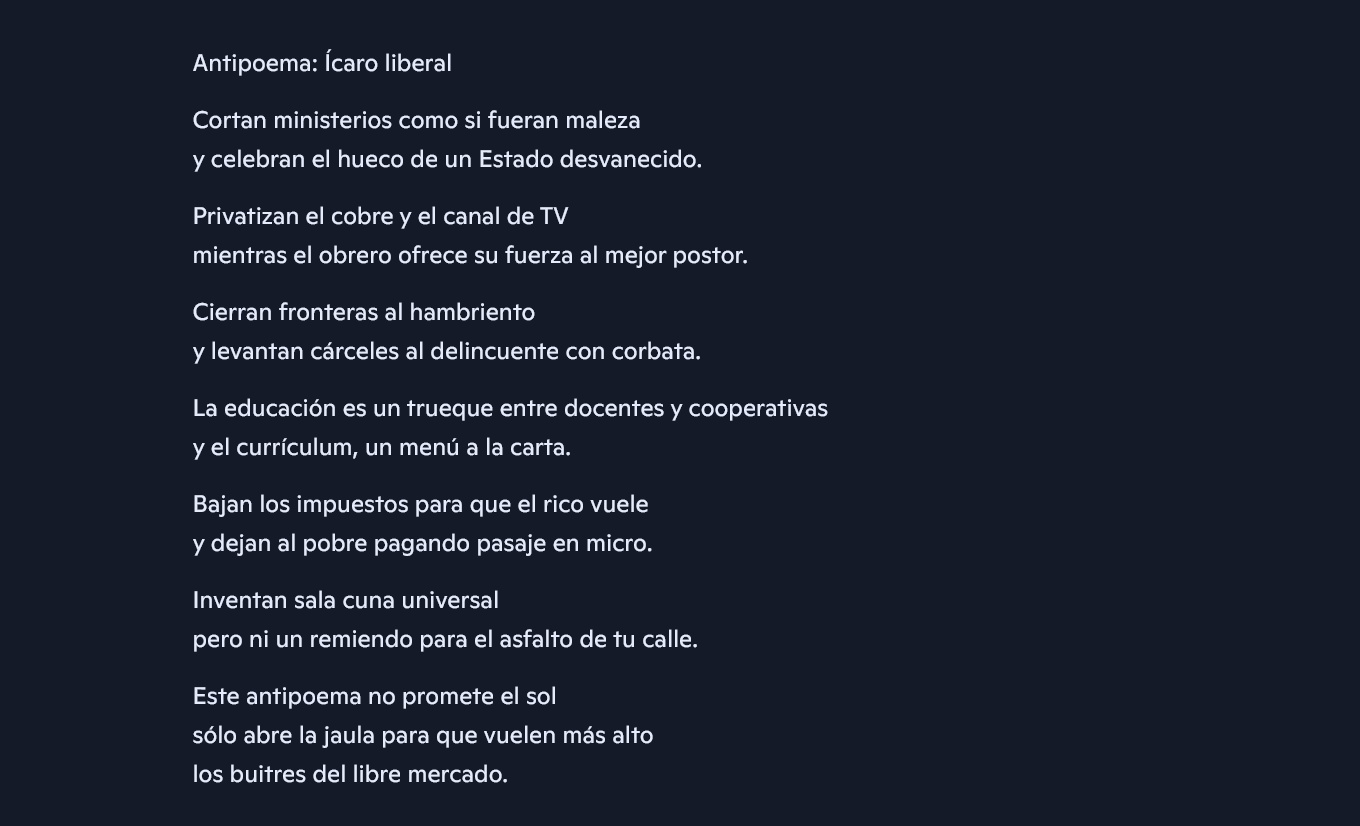 Antipoema: Ícaro liberal
Cortan ministerios como si fueran maleza
y celebran el hueco de un Estado desvanecido.
Privatizan el cobre y el canal de TV
mientras el obrero ofrece su fuerza al mejor postor.
Cierran fronteras al hambriento
y levantan cárceles al delincuente con corbata.
La educación es un trueque entre docentes y cooperativas
y el currículum, un menú a la carta.
Bajan los impuestos para que el rico vuele
y dejan al pobre pagando pasaje en micro.
Inventan sala cuna universal
pero ni un remiendo para el asfalto de tu calle.
Este antipoema no promete el sol
sólo abre la jaula para que vuelen más alto
los buitres del libre mercado.